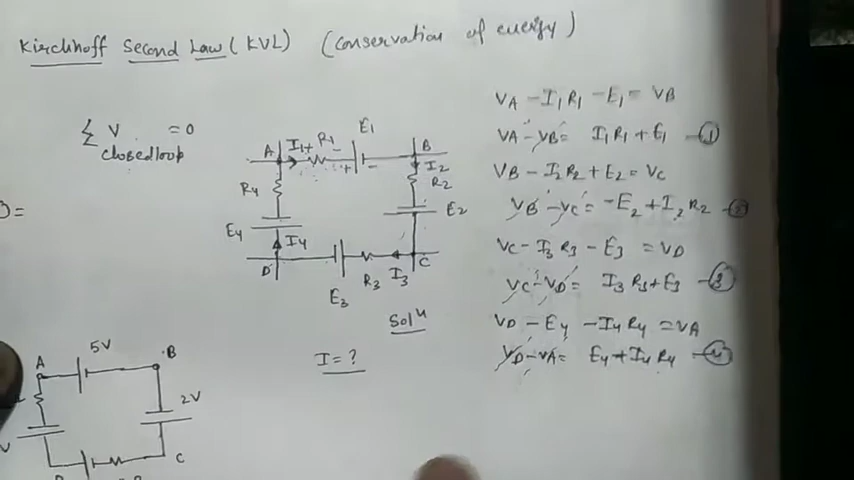 Kirchhoff Second Law (KVL) (conservation of energy)
Σ V = 0
closed loop
A I1 + R1 - E1 B
+ -
I2
R2
R4
E2
E4
I4
D E3 R3 I3 C
Soln
I = ?
VA - I1R1 - E1 = VB
VA - VB = I1R1 + E1 - 1
VB - I2R2 + E2 = VC
VB - VC = -E2 + I2R2 - 2
VC - I3R3 - E3 = VD
VC - VD = I3R3 + E3 - 3
VD - E4 - I4R4 = VA
VD - VA = E4 + I4R4 - 4
A 5V B
2V
V
C